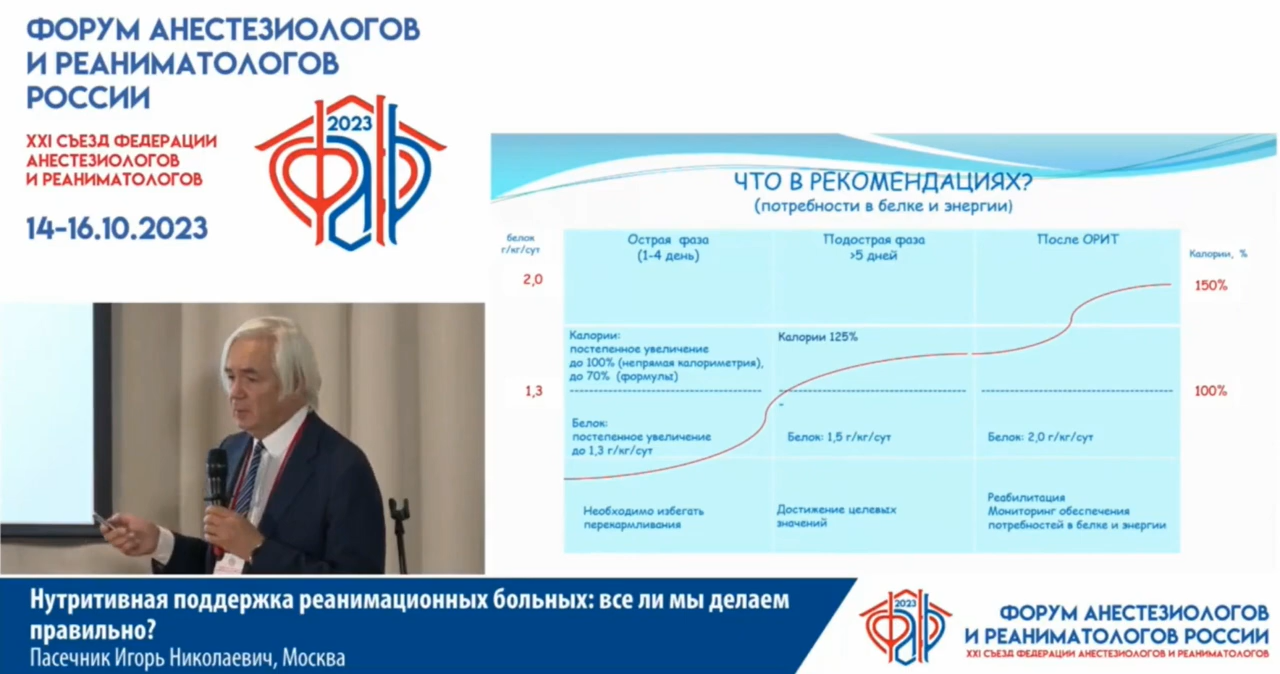 ФОРУМ АНЕСТЕЗИОЛОГОВ
И РЕАНИМАТОЛОГОВ
РОССИИ
XXI СЪЕЗД ФЕДЕРАЦИИ
АНЕСТЕЗИОЛОГОВ
И РЕАНИМАТОЛОГОВ
14-16.10.2023
2023
ФАР
ЧТО В РЕКОМЕНДАЦИЯХ?
(потребности в белке и энергии)
белок
г/кг/сут
Острая фаза
(1-4 день)
Подострая фаза
>5 дней
После ОРИТ
Калории, %
2,0
150%
Калории:
постепенное увеличение
до 100% (непрямая калориметрия),
до 70% (формулы)
Калории 125%
1,3
100%
Белок:
постепенное увеличение
до 1,3 г/кг/сут
Белок: 1,5 г/кг/сут
Белок: 2,0 г/кг/сут
Необходимо избегать
перекармливания
Достижение целевых
значений
Реабилитация
Мониторинг обеспечения
потребностей в белке и энергии
Нутритивная поддержка реанимационных больных: все ли мы делаем
правильно?
Пасечник Игорь Николаевич, Москва
2023
ФАР
ФОРУМ АНЕСТЕЗИОЛОГОВ
И РЕАНИМАТОЛОГОВ РОССИИ
XXI СЪЕЗД ФЕДЕРАЦИИ АНЕСТЕЗИОЛОГОВ И РЕАНИМАТОЛОГОВ